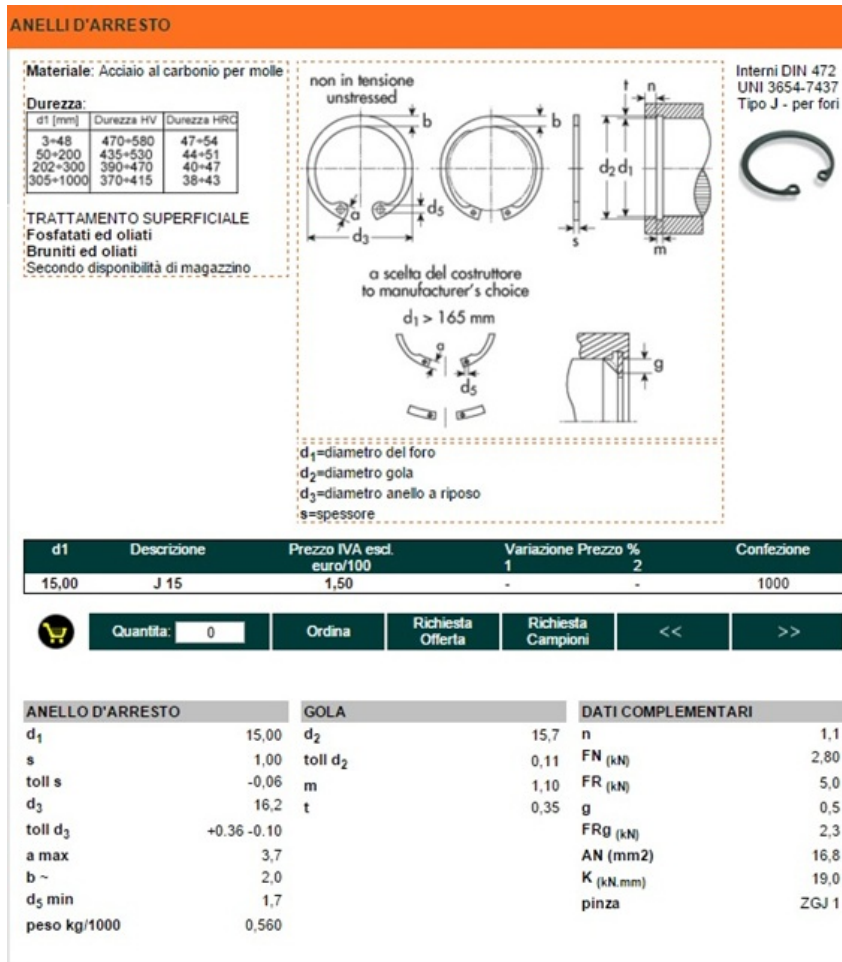 ANELLI D'ARRESTO
Materiale: Acciaio al carbonio per molle
Durezza:
d1 [mm] Durezza HV Durezza HRC
3÷48 470÷580 47÷54
50÷200 435÷530 44÷51
202÷300 390÷470 40÷47
305÷1000 370÷415 38÷43
TRATTAMENTO SUPERFICIALE
Fosfatati ed oliati
Bruniti ed oliati
Secondo disponibilità di magazzino
non in tensione
unstressed
b
b
a
d5
d3
s
t n
d2 d1
m
a scelta del costruttore
to manufacturer's choice
d1 > 165 mm
a
d5
g
Interni DIN 472
UNI 3654-7437
Tipo J - per fori
d1=diametro del foro
d2=diametro gola
d3=diametro anello a riposo
s=spessore
d1 Descrizione Prezzo IVA escl. euro/100 Variazione Prezzo % 1 2 Confezione
15,00 J 15 1,50 - - 1000
Quantita: 0 Ordina Richiesta Offerta Richiesta Campioni << >>
ANELLO D'ARRESTO
d1 15,00
s 1,00
toll s -0,06
d3 16,2
toll d3 +0.36 -0.10
a max 3,7
b ~ 2,0
d5 min 1,7
peso kg/1000 0,560
GOLA
d2 15,7
toll d2 0,11
m 1,10
t 0,35
DATI COMPLEMENTARI
n 1,1
FN (kN) 2,80
FR (kN) 5,0
g 0,5
FRg (kN) 2,3
AN (mm2) 16,8
K (kN.mm) 19,0
pinza ZGJ 1